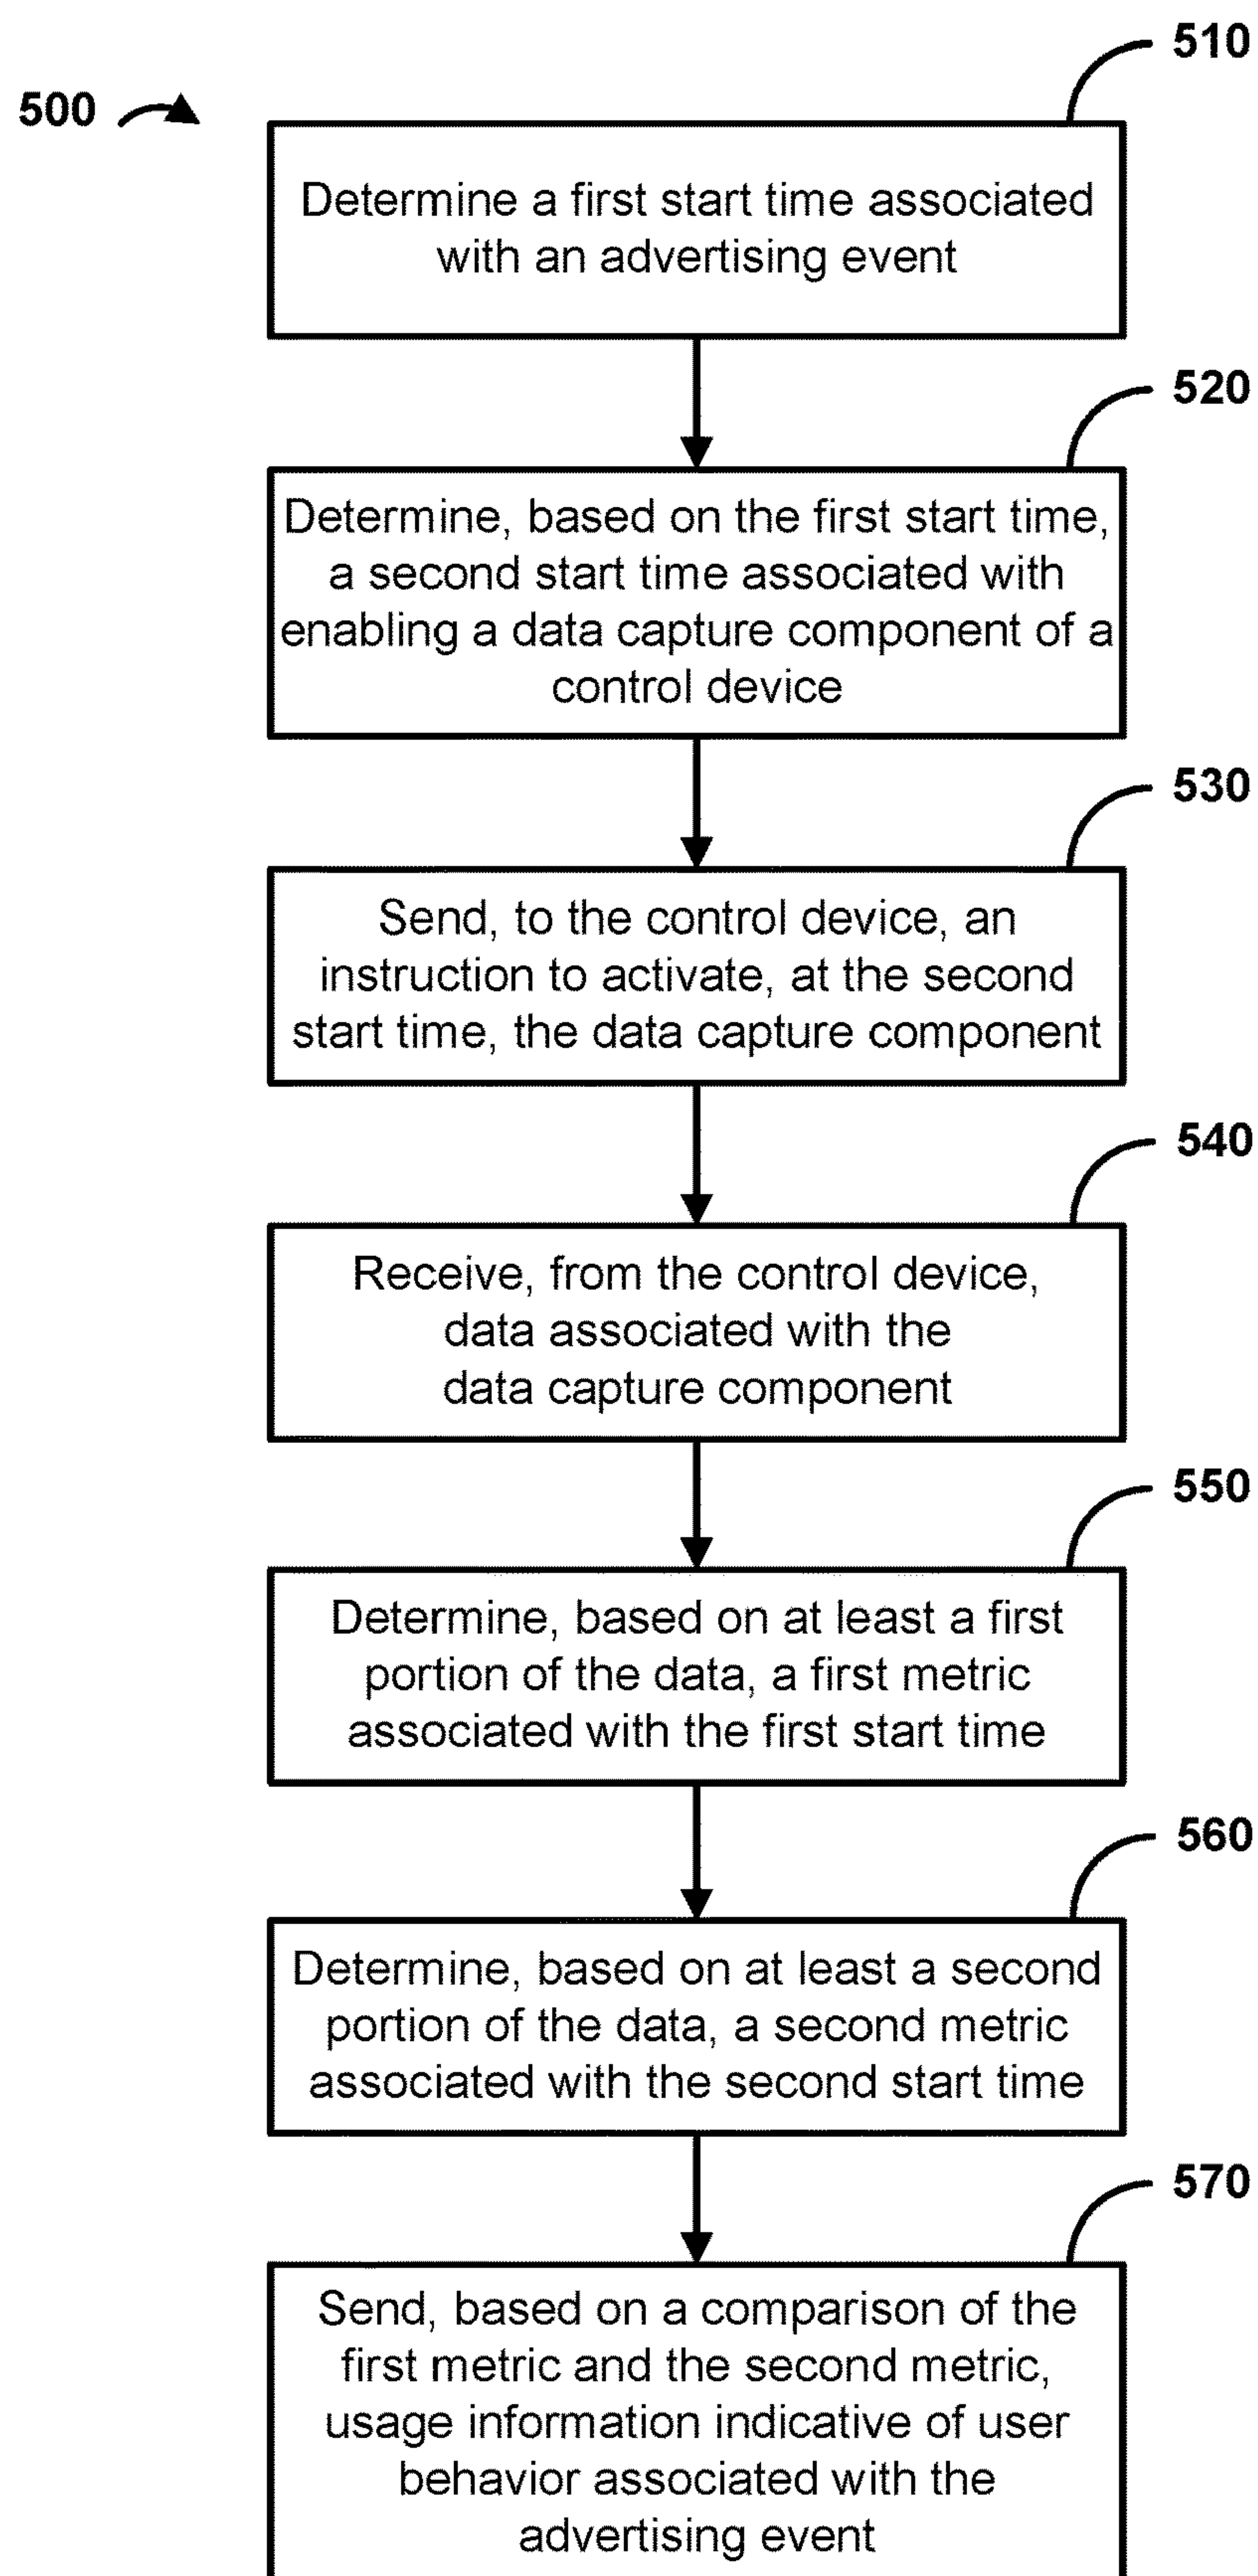 510
500
Determine a first start time associated
with an advertising event
520
Determine, based on the first start time,
a second start time associated with
enabling a data capture component of a
control device
530
Send, to the control device, an
instruction to activate, at the second
start time, the data capture component
540
Receive, from the control device,
data associated with the
data capture component
550
Determine, based on at least a first
portion of the data, a first metric
associated with the first start time
560
Determine, based on at least a second
portion of the data, a second metric
associated with the second start time
570
Send, based on a comparison of the
first metric and the second metric,
usage information indicative of user
behavior associated with the
advertising event